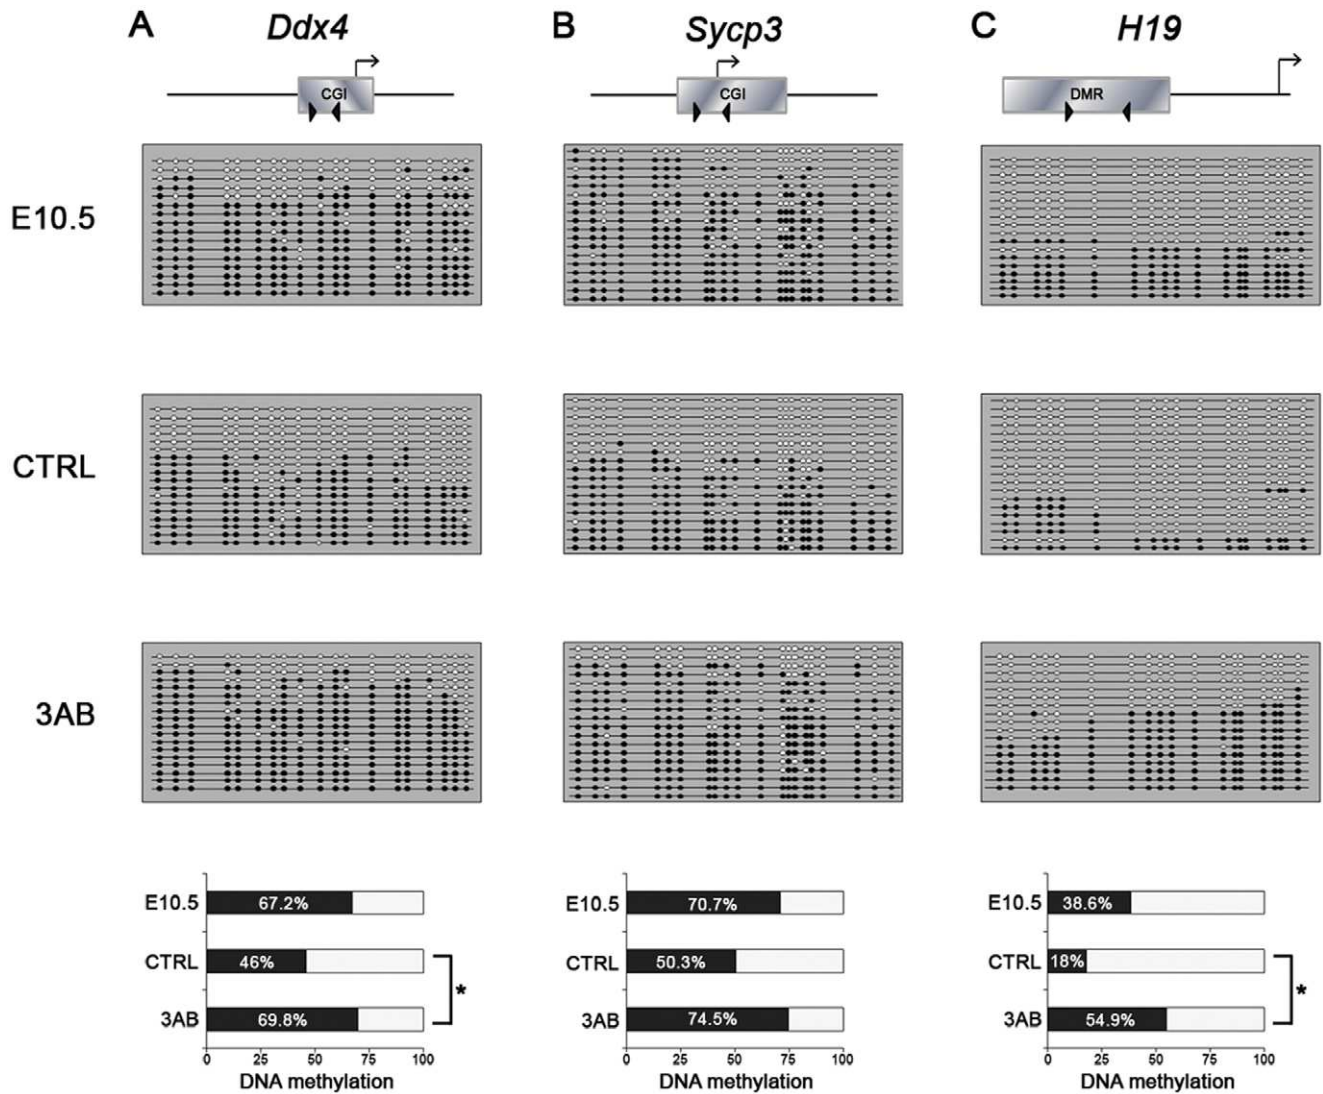 A Ddx4 B Sycp3 C H19
CGI CGI DMR
E10.5
CTRL
3AB
E10.5 67.2% E10.5 70.7% E10.5 38.6%
CTRL 46% CTRL 50.3% CTRL 18%
* *
3AB 69.8% 3AB 74.5% 3AB 54.9%
0 25 50 75 100 0 25 50 75 100 0 25 50 75 100
DNA methylation DNA methylation DNA methylation